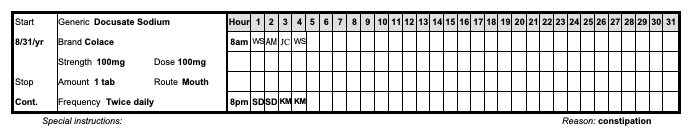 Start Generic Docusate Sodium Hour 1 2 3 4 5 6 7 8 9 10 11 12 13 14 15 16 17 18 19 20 21 22 23 24 25 26 27 28 29 30 31
8/31/yr Brand Colace 8am WS AM JC WS
Strength 100mg Dose 100mg
Stop Amount 1 tab Route Mouth
Cont. Frequency Twice daily 8pm SD SD KM KM
Special instructions: Reason: constipation